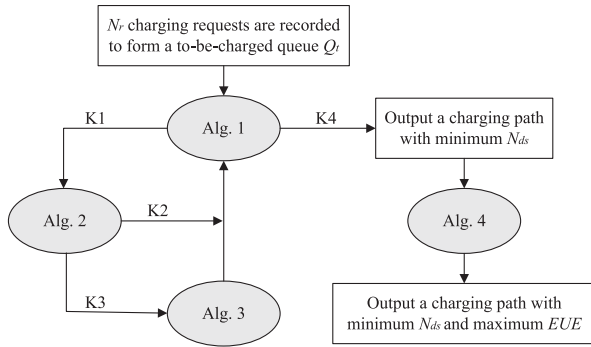 Nr charging requests are recorded
to form a to-be-charged queue Qt
K1
Alg. 1
K4
Output a charging path
with minimum Nds
Alg. 2
K2
Alg. 4
K3
Alg. 3
Output a charging path with
minimum Nds and maximum EUE